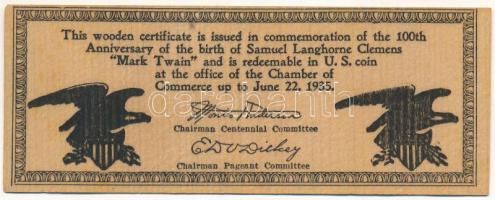 This wooden certificate is issued in commemoration of the 100th
Anniversary of the birth of Samuel Langhorne Clemens
"Mark Twain" and is redeemable in U. S. coin
at the office of the Chamber of
Commerce up to June 22, 1935.
Morris Anderson
Chairman Centennial Committee
Chairman Pageant Committee